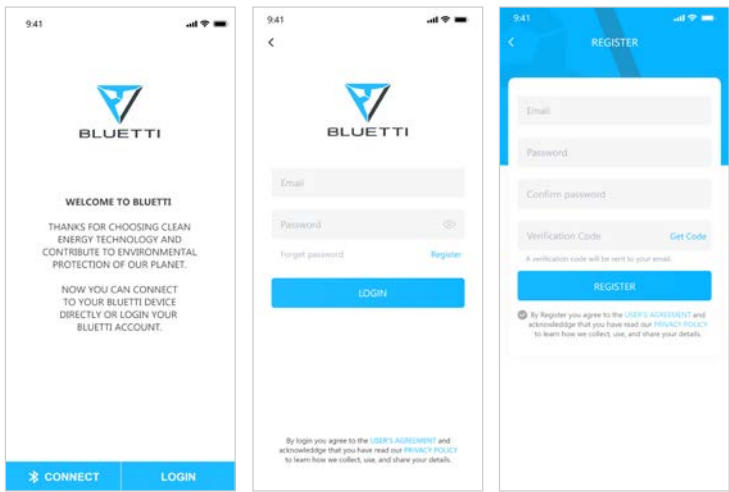 9:41
BLUETTI
WELCOME TO BLUETTI
THANKS FOR CHOOSING CLEAN
ENERGY TECHNOLOGY AND
CONTRIBUTE TO ENVIRONMENTAL
PROTECTION OF OUR PLANET.
NOW YOU CAN CONNECT
TO YOUR BLUETTI DEVICE
DIRECTLY OR LOGIN YOUR
BLUETTI ACCOUNT.
CONNECT
LOGIN
9:41
BLUETTI
Email
Password
Forget password
Register
LOGIN
By login you agree to the USER'S AGREEMENT and
acknowleddge that you have read our PRIVACY POLICY
to learn how we collect, use, and share your details.
9:41
REGISTER
Email
Password
Confirm password
Verification Code
Get Code
A verification code will be sent to your email.
REGISTER
By Register you agree to the USER'S AGREEMENT and
acknowleddge that you have read our PRIVACY POLICY
to learn how we collect, use, and share your details.